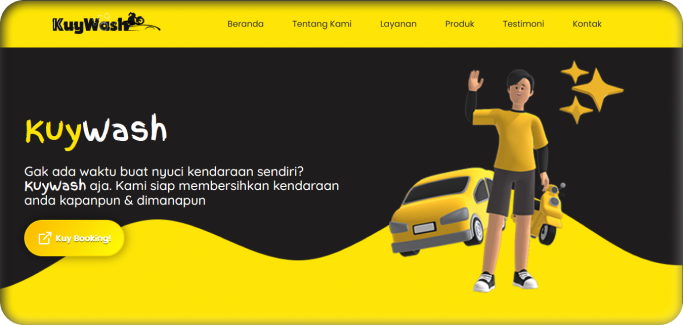 KuyWash
Beranda Tentang Kami Layanan Produk Testimoni Kontak
KuyWash
Gak ada waktu buat nyuci kendaraan sendiri?
KuyWash aja. Kami siap membersihkan kendaraan
anda kapanpun & dimanapun
Kuy Booking!